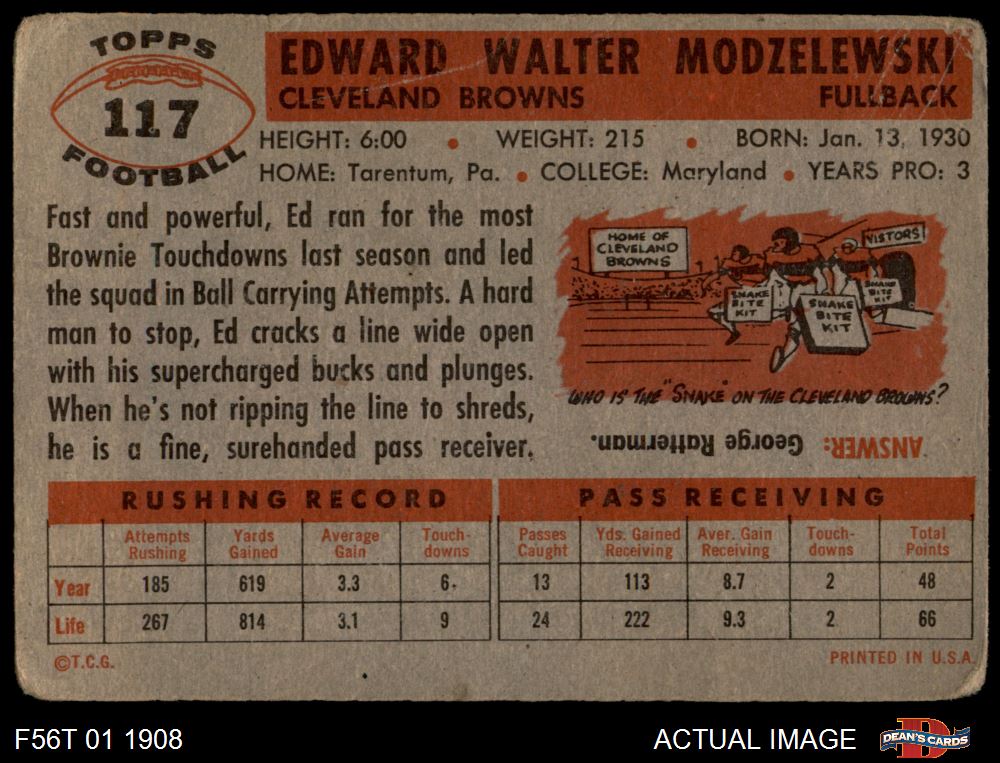 TOPPS
117
FOOTBALL
EDWARD WALTER MODZELEWSKI
CLEVELAND BROWNS FULLBACK
HEIGHT: 6:00 • WEIGHT: 215 • BORN: Jan. 13, 1930
HOME: Tarentum, Pa. • COLLEGE: Maryland • YEARS PRO: 3
Fast and powerful, Ed ran for the most
Brownie Touchdowns last season and led
the squad in Ball Carrying Attempts. A hard
man to stop, Ed cracks a line wide open
with his supercharged bucks and plunges.
When he's not ripping the line to shreds,
he is a fine, surehanded pass receiver.
HOME OF
CLEVELAND
BROWNS
VISTORS
SNAKE
BITE
KIT
SNAKE
BITE
KIT
SNAKE
BITE
KIT
WHO IS THE "SNAKE" ON THE CLEVELAND BROWNS?
ANSWER: George Ratterman.
RUSHING RECORD PASS RECEIVING
Attempts Rushing Yards Gained Average Gain Touch-downs Passes Caught Yds. Gained Receiving Aver. Gain Receiving Touch-downs Total Points
Year 185 619 3.3 6 13 113 8.7 2 48
Life 267 814 3.1 9 24 222 9.3 2 66
©T.C.G. PRINTED IN U.S.A.
F56T 01 1908 ACTUAL IMAGE DEAN'S CARDS